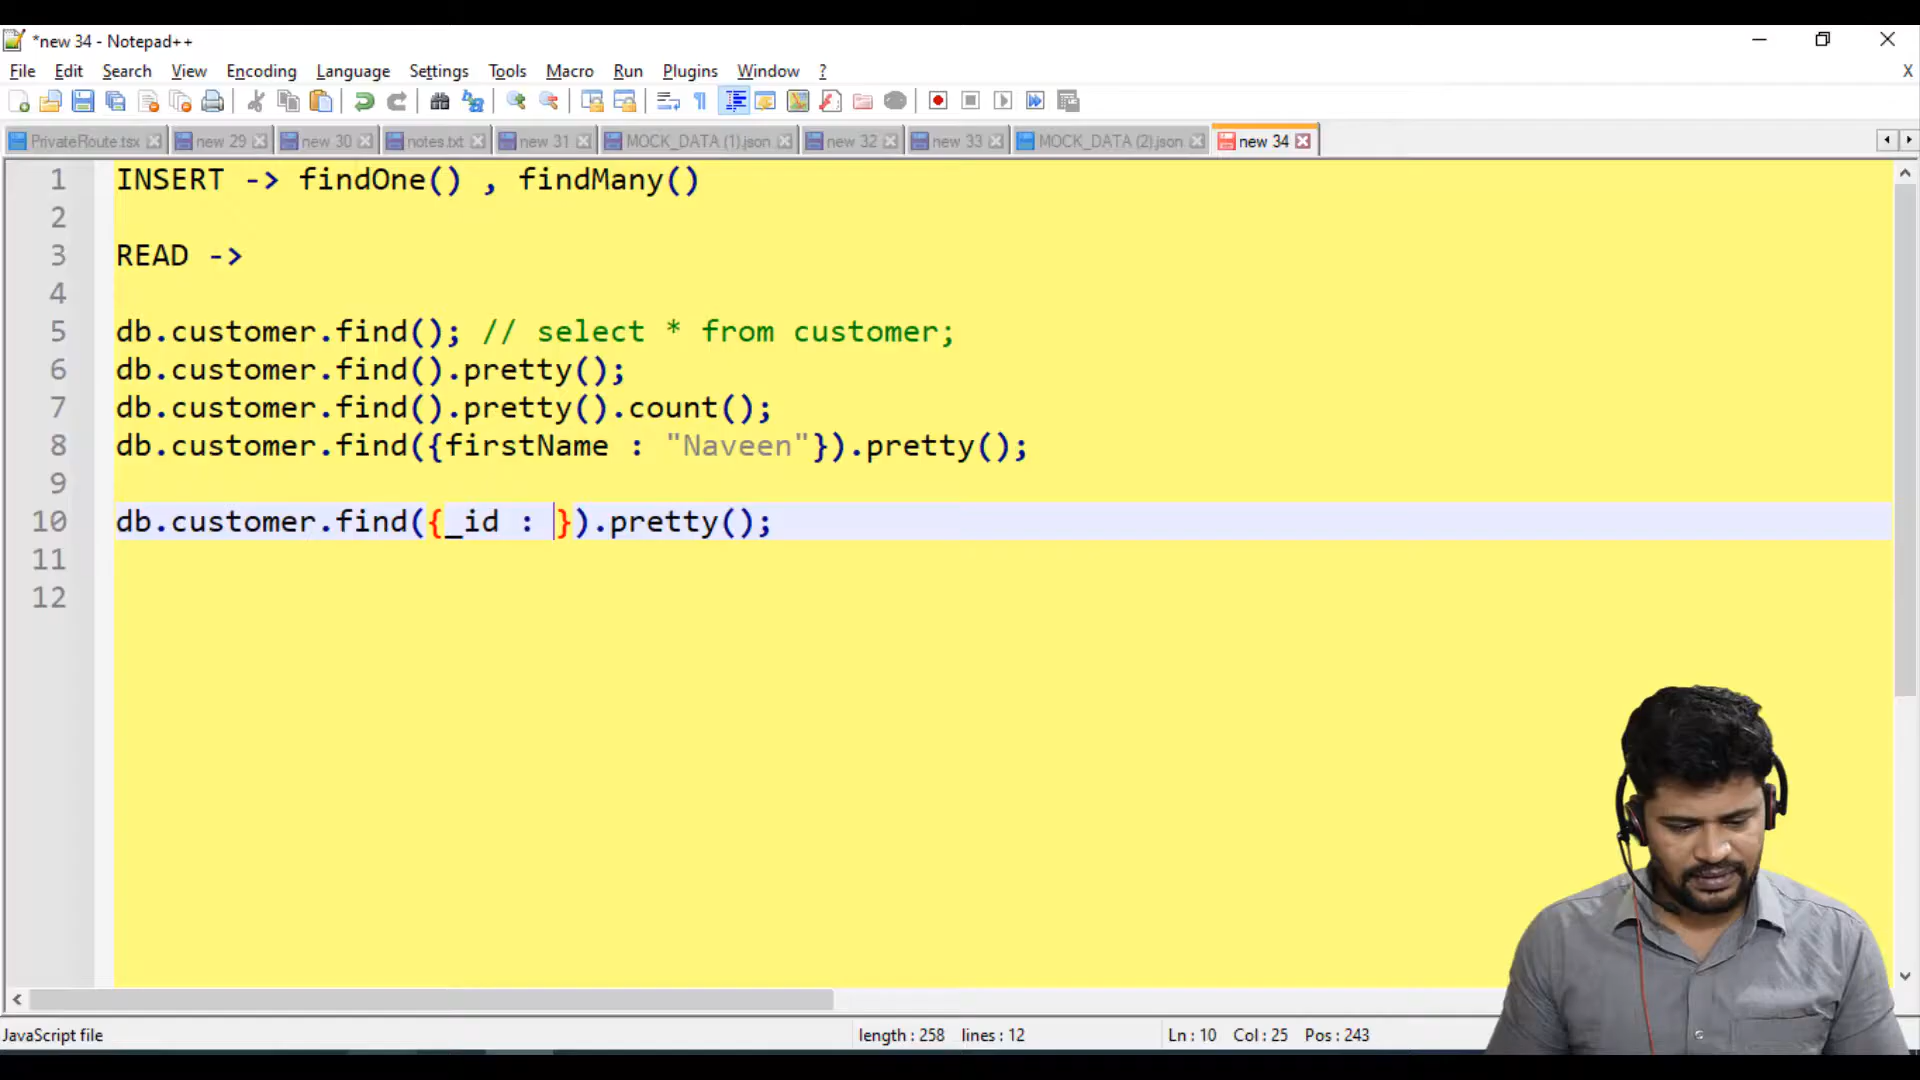 *new 34 - Notepad++
File Edit Search View Encoding Language Settings Tools Macro Run Plugins Window ? X
PrivateRoute.tsx new 29 new 30 notes.txt new 31 MOCK_DATA (1).json new 32 new 33 MOCK_DATA (2).json new 34
1 INSERT -> findOne() , findMany()
2
3 READ ->
4
5 db.customer.find(); // select * from customer;
6 db.customer.find().pretty();
7 db.customer.find().pretty().count();
8 db.customer.find({firstName : "Naveen"}).pretty();
9
10 db.customer.find({_id : }).pretty();
11
12
JavaScript file length : 258 lines : 12 Ln : 10 Col : 25 Pos : 243